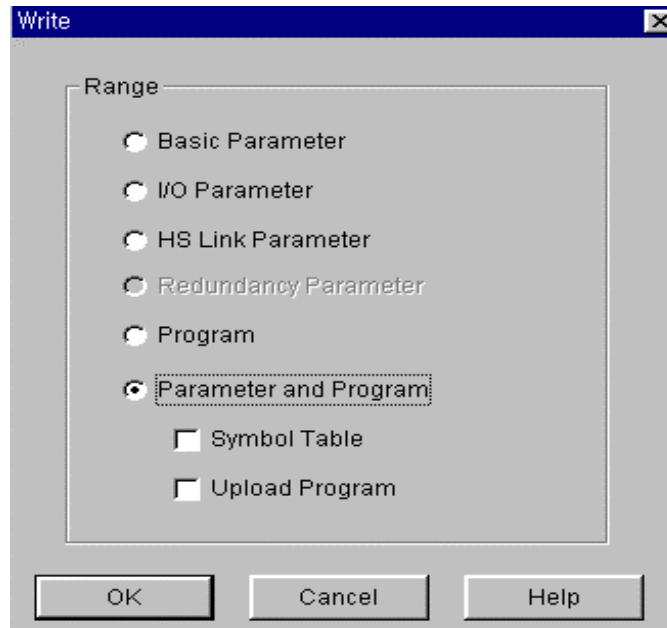 Write
Range
Basic Parameter
I/O Parameter
HS Link Parameter
Redundancy Parameter
Program
Parameter and Program
Symbol Table
Upload Program
OK Cancel Help